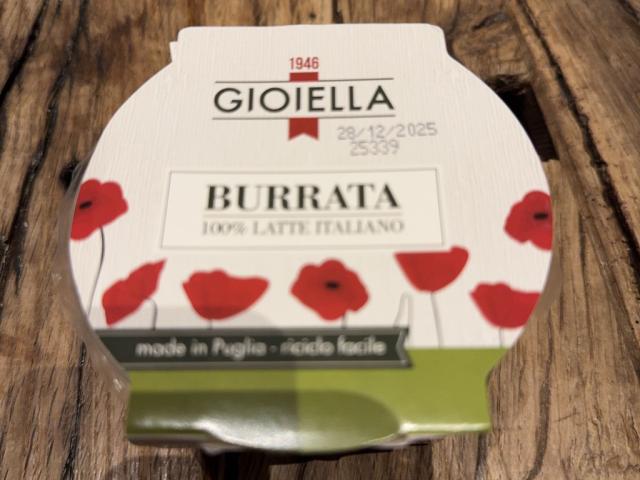 1946
GIOIELLA
28/12/2025
25339
BURRATA
100% LATTE ITALIANO
made in Puglia - riciclo facile